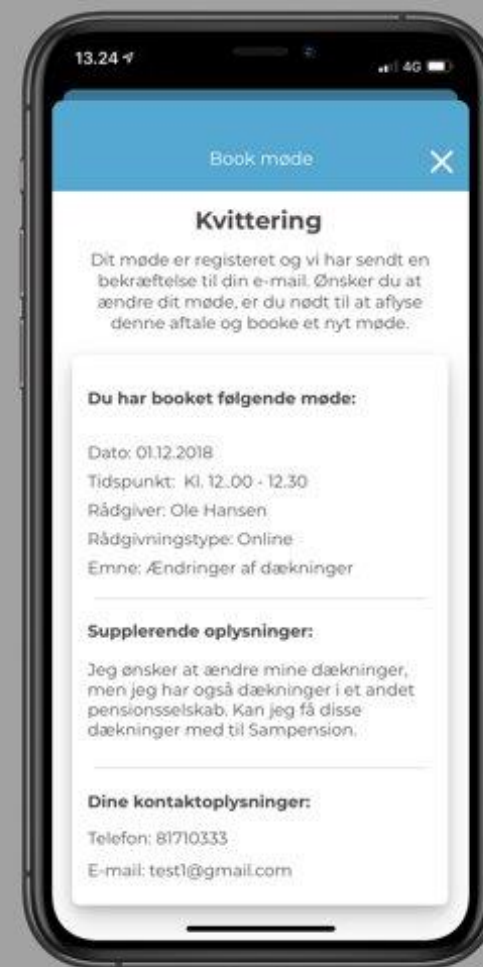 13.24
4G
Book møde
Kvittering
Dit møde er registeret og vi har sendt en
bekræftelse til din e-mail. Ønsker du at
ændre dit møde, er du nødt til at aflyse
denne aftale og booke et nyt møde.
Du har booket følgende møde:
Dato: 01.12.2018
Tidspunkt: Kl. 12..00 - 12.30
Rådgiver: Ole Hansen
Rådgivningstype: Online
Emne: Ændringer af dækninger
Supplerende oplysninger:
Jeg ønsker at ændre mine dækninger,
men jeg har også dækninger i et andet
pensionsselskab. Kan jeg få disse
dækninger med til Sampension.
Dine kontaktoplysninger:
Telefon: 81710333
E-mail: test1@gmail.com